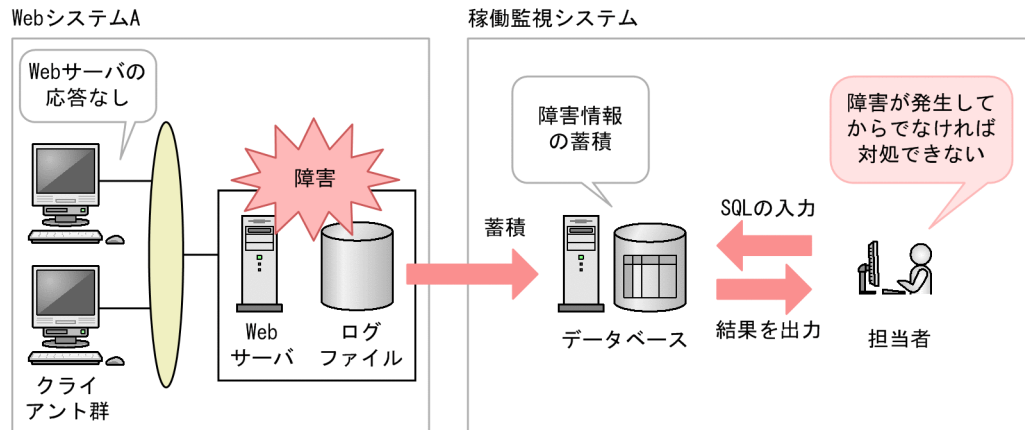 WebシステムA
Webサーバの
応答なし
障害
Web
サーバ
ログ
ファイル
クライ
アント群
蓄積
稼働監視システム
障害情報
の蓄積
データベース
SQLの入力
結果を出力
障害が発生して
からでなければ
対処できない
担当者